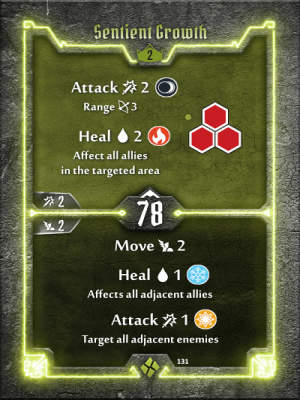 Sentient Growth
2
Attack 2
Range 3
Heal 2
Affect all allies
in the targeted area
2
78
2
Move 2
Heal 1
Affects all adjacent allies
Attack 1
Target all adjacent enemies
131